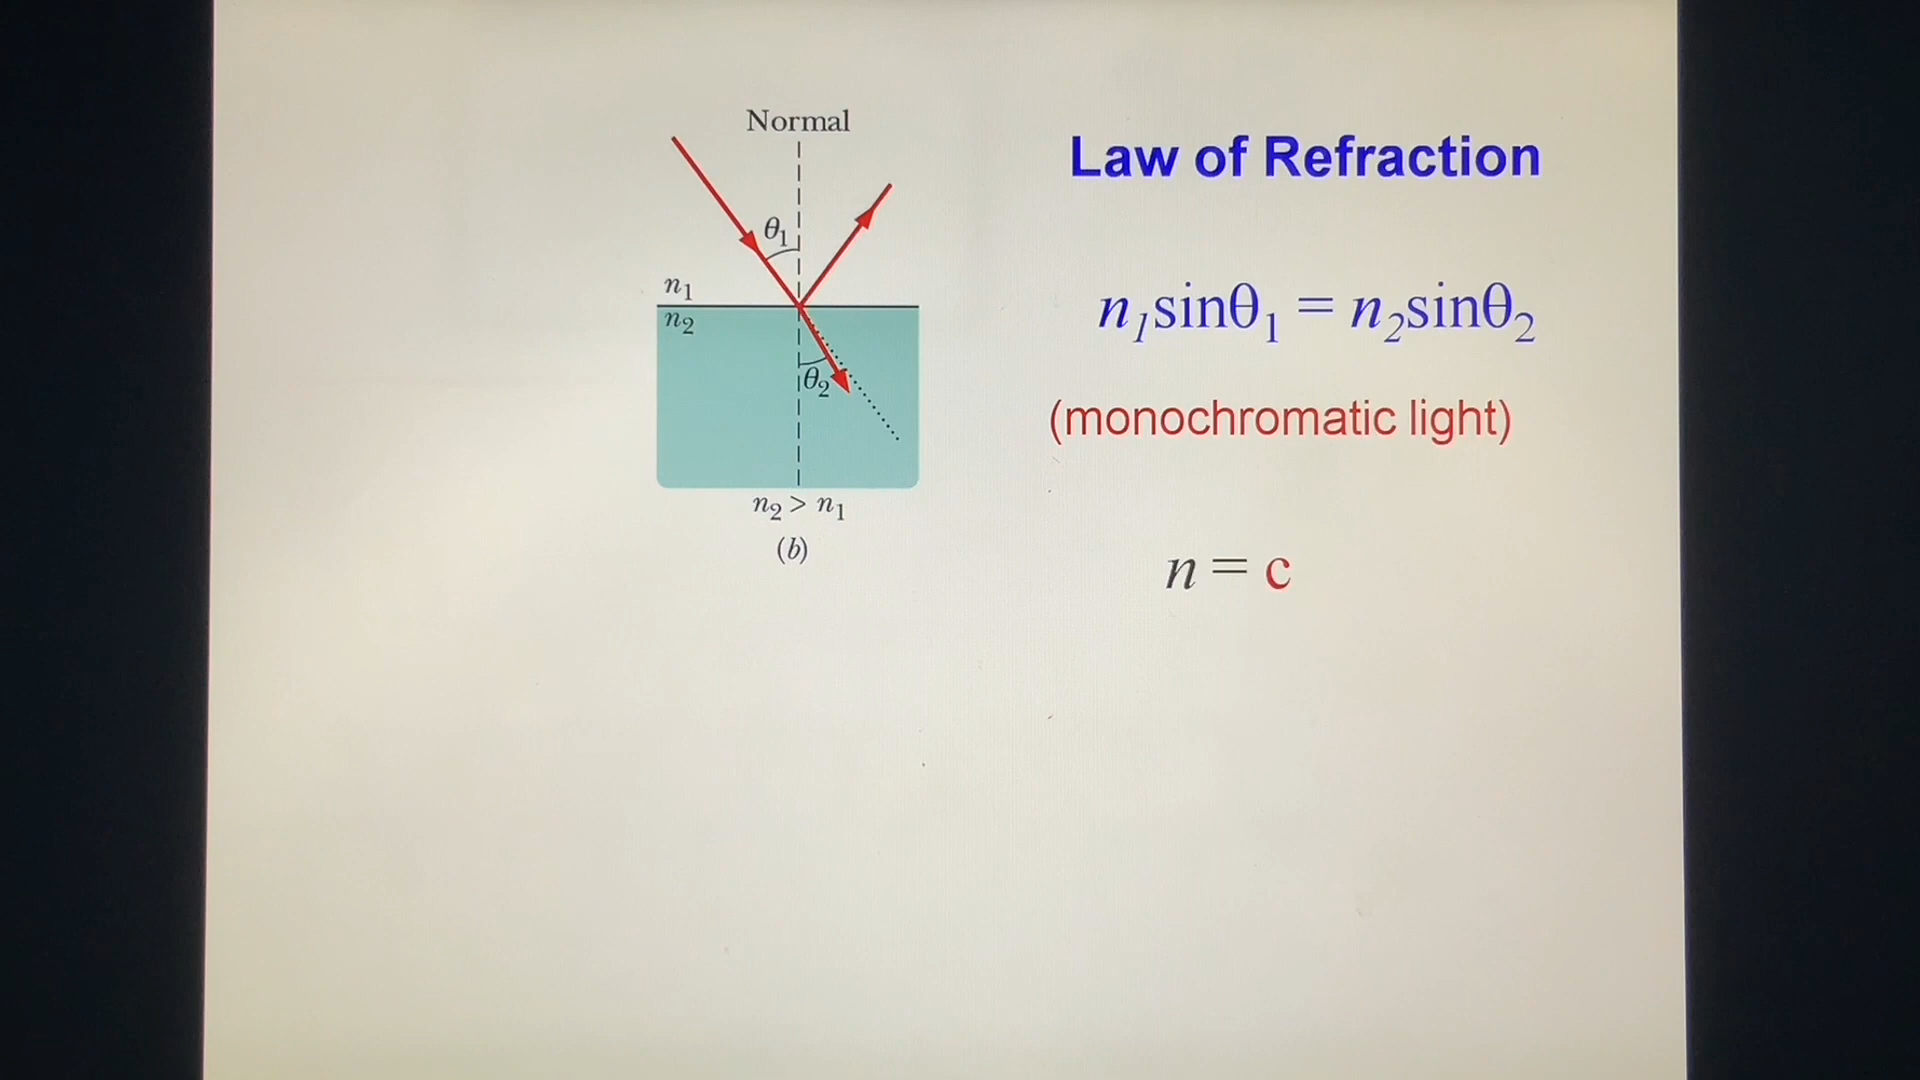 Normal
θ₁
n₁
n₂
θ₂
n₂ > n₁
(b)
Law of Refraction
n₁sinθ₁ = n₂sinθ₂
(monochromatic light)
n = c